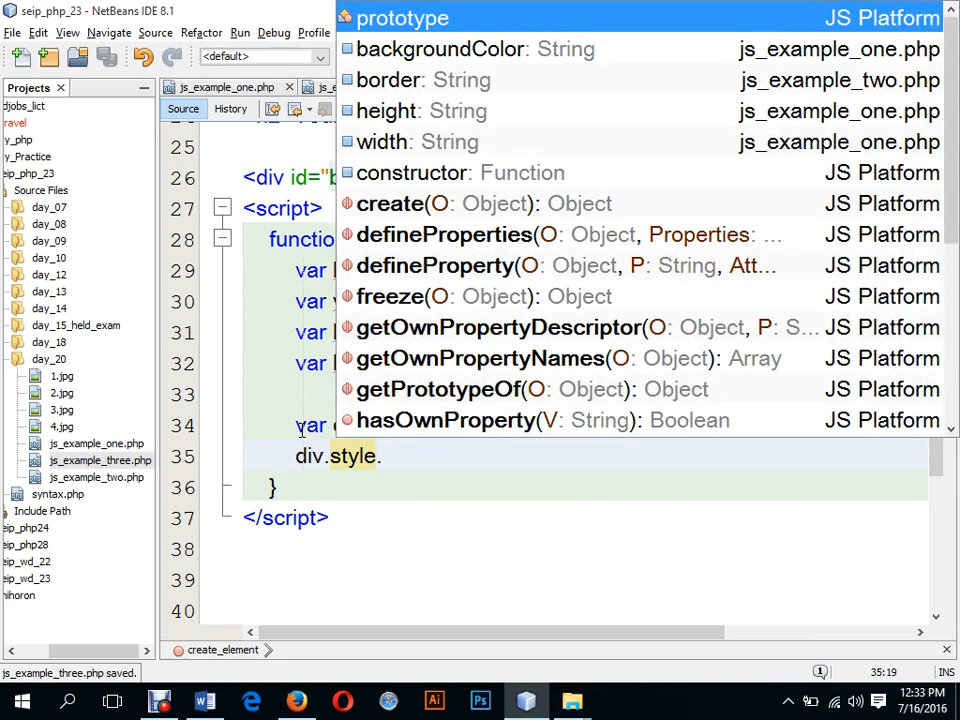 seip_php_23 - NetBeans IDE 8.1
File Edit View Navigate Source Refactor Run Debug Profile
<default>
Projects
js_example_one.php
Source History
djobs_lict
ravel
y_php
y_Practice
ip_php_23
Source Files
day_07
day_08
day_09
day_10
day_12
day_13
day_14
day_15_held_exam
day_18
day_20
1.jpg
2.jpg
3.jpg
4.jpg
js_example_one.php
js_example_three.php
js_example_two.php
syntax.php
Include Path
eip_php24
eip_php28
eip_wd_22
eip_wd_23
nihoron
prototype JS Platform
backgroundColor: String js_example_one.php
border: String js_example_two.php
height: String js_example_one.php
width: String js_example_one.php
constructor: Function JS Platform
create(O: Object): Object JS Platform
defineProperties(O: Object, Properties: ... JS Platform
defineProperty(O: Object, P: String, Att... JS Platform
freeze(O: Object): Object JS Platform
getOwnPropertyDescriptor(O: Object, P: S... JS Platform
getOwnPropertyNames(O: Object): Array JS Platform
getPrototypeOf(O: Object): Object JS Platform
hasOwnProperty(V: String): Boolean JS Platform
25
26 <div id="
27 <script>
28 functio
29 var
30 var
31 var
32 var
33
34 var
35 div.style.
36 }
37 </script>
38
39
40
create_element
js_example_three.php saved.
1
35:19 INS
12:33 PM
7/16/2016